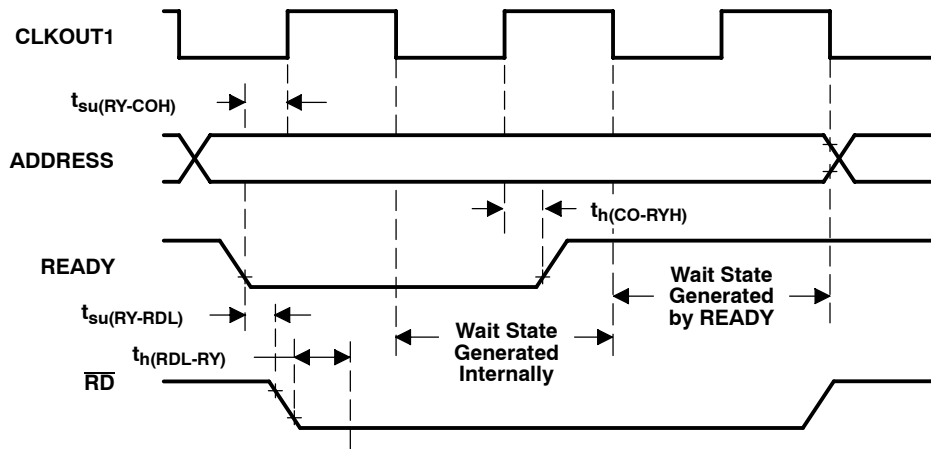 CLKOUT1
tsu(RY-COH)
ADDRESS
th(CO-RYH)
READY
Wait State
Generated
by READY
tsu(RY-RDL)
Wait State
Generated
Internally
th(RDL-RY)
RD